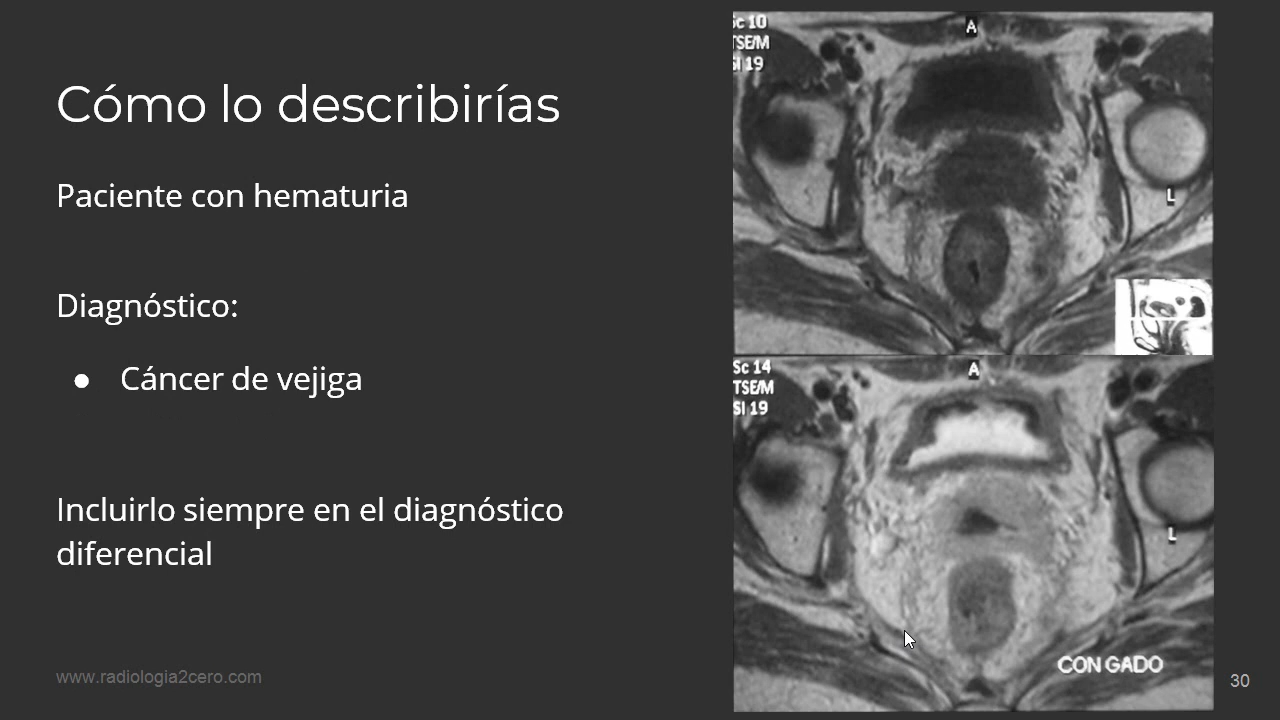 Cómo lo describirías
Paciente con hematuria
Diagnóstico:
● Cáncer de vejiga
Incluirlo siempre en el diagnóstico
diferencial
www.radiologia2cero.com
30
Sc 10
TSE/M
SI 19
A
L
Sc 14
TSE/M
SI 19
A
L
CON GADO